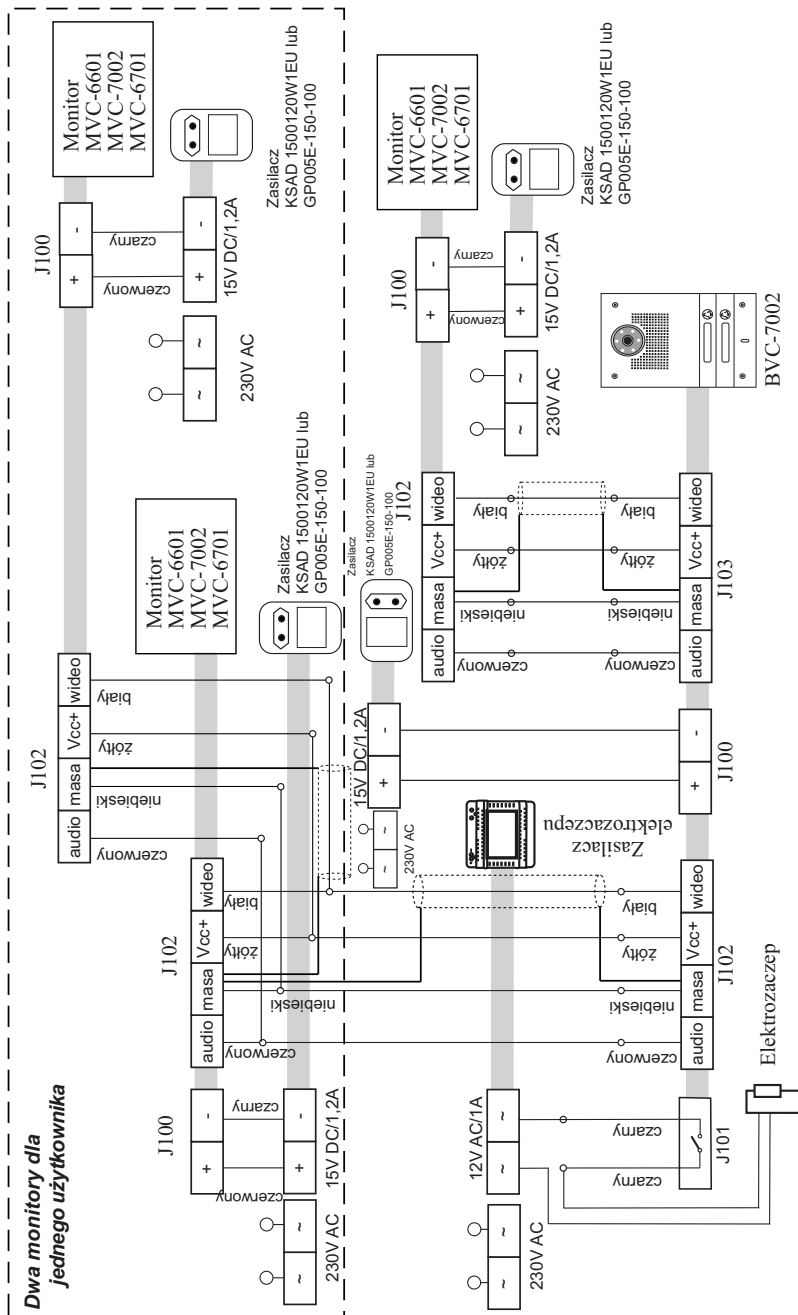 Dwa monitory dla
jednego użytkownika
J100
+
-
czerwony
czarny
+
-
15V DC/1,2A
~
~
230V AC
J102
audio
masa
Vcc+
wideo
czerwony
niebieski
żółty
biały
Monitor
MVC-6601
MVC-7002
MVC-6701
Zasilacz
KSAD 1500120W1EU lub
GP005E-150-100
J102
audio
masa
Vcc+
wideo
czerwony
niebieski
żółty
biały
J100
+
-
czerwony
czarny
+
-
15V DC/1,2A
~
~
230V AC
Monitor
MVC-6601
MVC-7002
MVC-6701
Zasilacz
KSAD 1500120W1EU lub
GP005E-150-100
~
~
230V AC
12V AC/1A
~
~
czarny
czarny
J101
Elektrozaczep
Zasilacz
elektrozaczepu
czerwony
niebieski
żółty
biały
audio
masa
Vcc+
wideo
J102
~
~
230V AC
15V DC/1,2A
+
-
Zasilacz
KSAD 1500120W1EU lub
GP005E-150-100
+
-
J100
J102
audio
masa
Vcc+
wideo
czerwony
niebieski
żółty
biały
czerwony
niebieski
żółty
biały
audio
masa
Vcc+
wideo
J103
J100
+
-
czerwony
czarny
+
-
15V DC/1,2A
~
~
230V AC
Monitor
MVC-6601
MVC-7002
MVC-6701
Zasilacz
KSAD 1500120W1EU lub
GP005E-150-100
BVC-7002